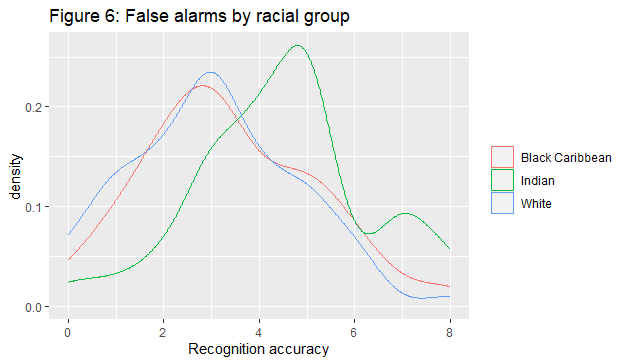 Figure 6: False alarms by racial group
density
0.2
0.1
0.0
0
2
4
6
8
Recognition accuracy
Black Caribbean
Indian
White